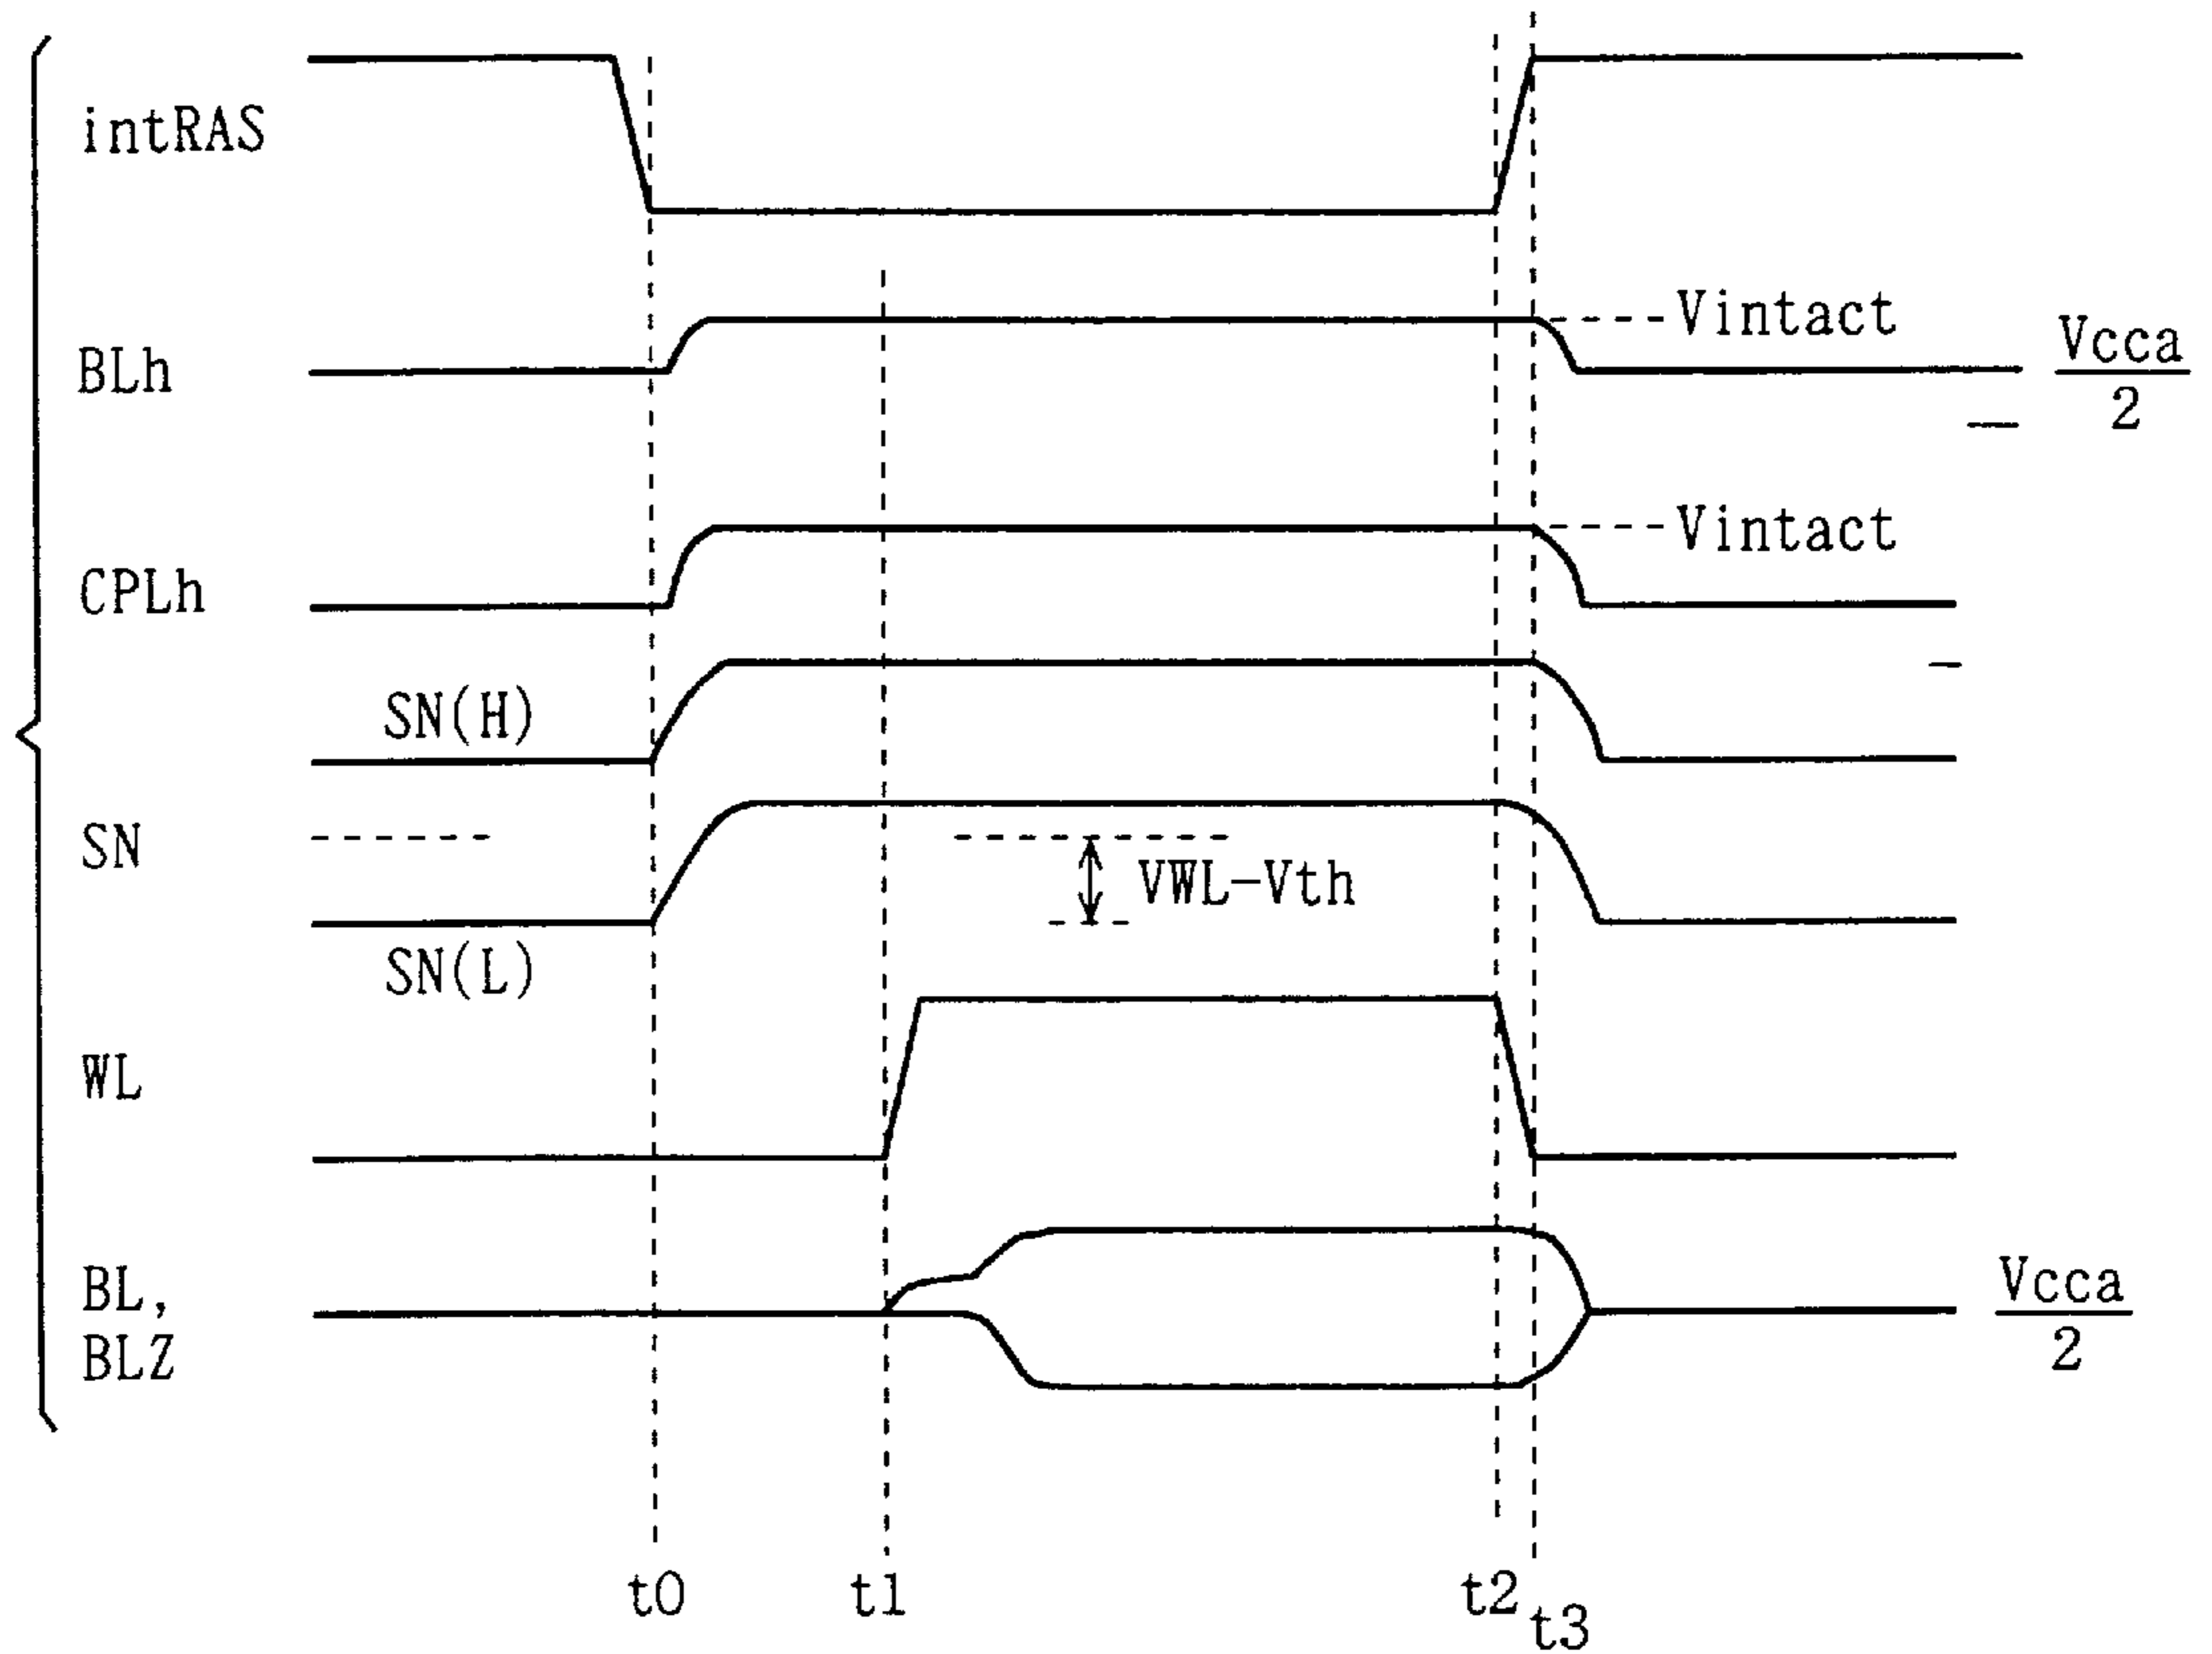 intRAS
Vintact
BLh
Vcca
2
Vintact
CPLh
SN(H)
SN
VWL-Vth
SN(L)
WL
BL,
BLZ
Vcca
2
t0
t1
t2
t3